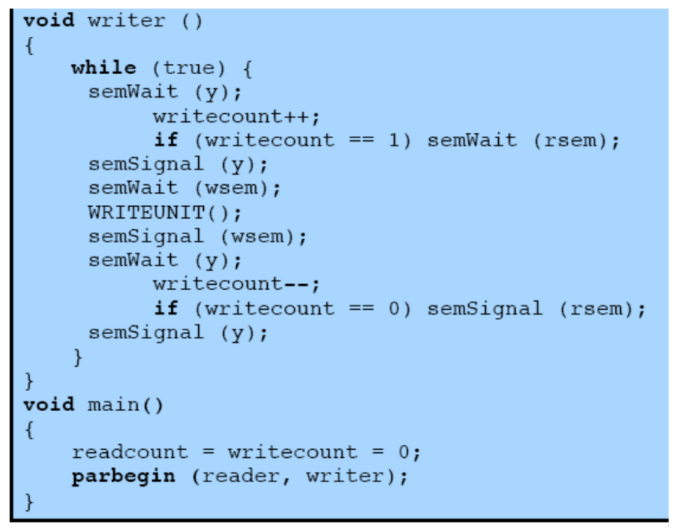 void writer ()
{
    while (true) {
     semWait (y);
          writecount++;
          if (writecount == 1) semWait (rsem);
     semSignal (y);
     semWait (wsem);
     WRITEUNIT();
     semSignal (wsem);
     semWait (y);
          writecount--;
          if (writecount == 0) semSignal (rsem);
     semSignal (y);
    }
}
void main()
{
    readcount = writecount = 0;
    parbegin (reader, writer);
}